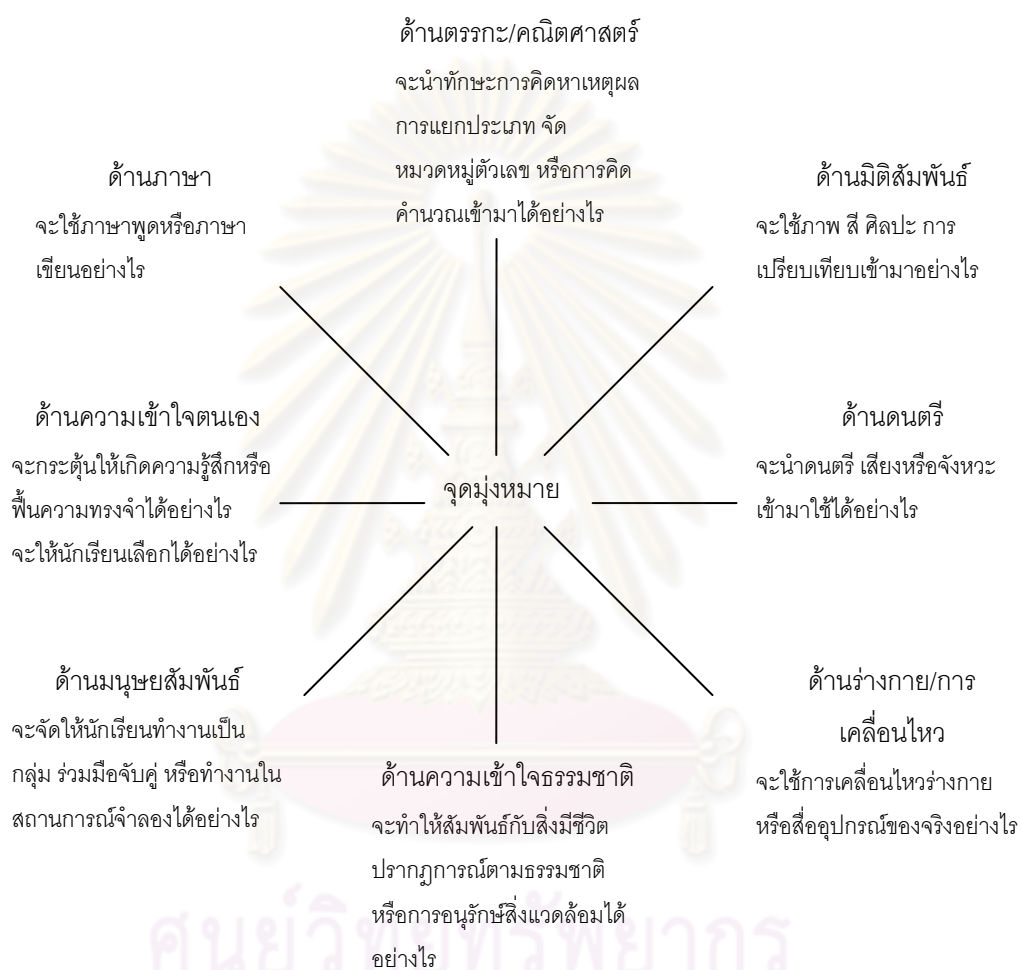 ด้านตรรกะ/คณิตศาสตร์
จะนำทักษะการคิดหาเหตุผล
การแยกประเภท จัด
หมวดหมู่ตัวเลข หรือการคิด
คำนวณเข้ามาได้อย่างไร
ด้านภาษา
จะใช้ภาษาพูดหรือภาษา
เขียนอย่างไร
ด้านมิติสัมพันธ์
จะใช้ภาพ สี ศิลปะ การ
เปรียบเทียบเข้ามาอย่างไร
ด้านความเข้าใจตนเอง
จะกระตุ้นให้เกิดความรู้สึกหรือ
ฟื้นความทรงจำได้อย่างไร
จะให้นักเรียนเลือกได้อย่างไร
จุดมุ่งหมาย
ด้านดนตรี
จะนำดนตรี เสียงหรือจังหวะ
เข้ามาใช้ได้อย่างไร
ด้านมนุษยสัมพันธ์
จะจัดให้นักเรียนทำงานเป็น
กลุ่ม ร่วมมือจับคู่ หรือทำงานใน
สถานการณ์จำลองได้อย่างไร
ด้านความเข้าใจธรรมชาติ
จะทำให้สัมพันธ์กับสิ่งมีชีวิต
ปรากฏการณ์ตามธรรมชาติ
หรือการอนุรักษ์สิ่งแวดล้อมได้
อย่างไร
ด้านร่างกาย/การ
เคลื่อนไหว
จะใช้การเคลื่อนไหวร่างกาย
หรือสื่ออุปกรณ์ของจริงอย่างไร
ศูนย์วิทยทรัพยากร